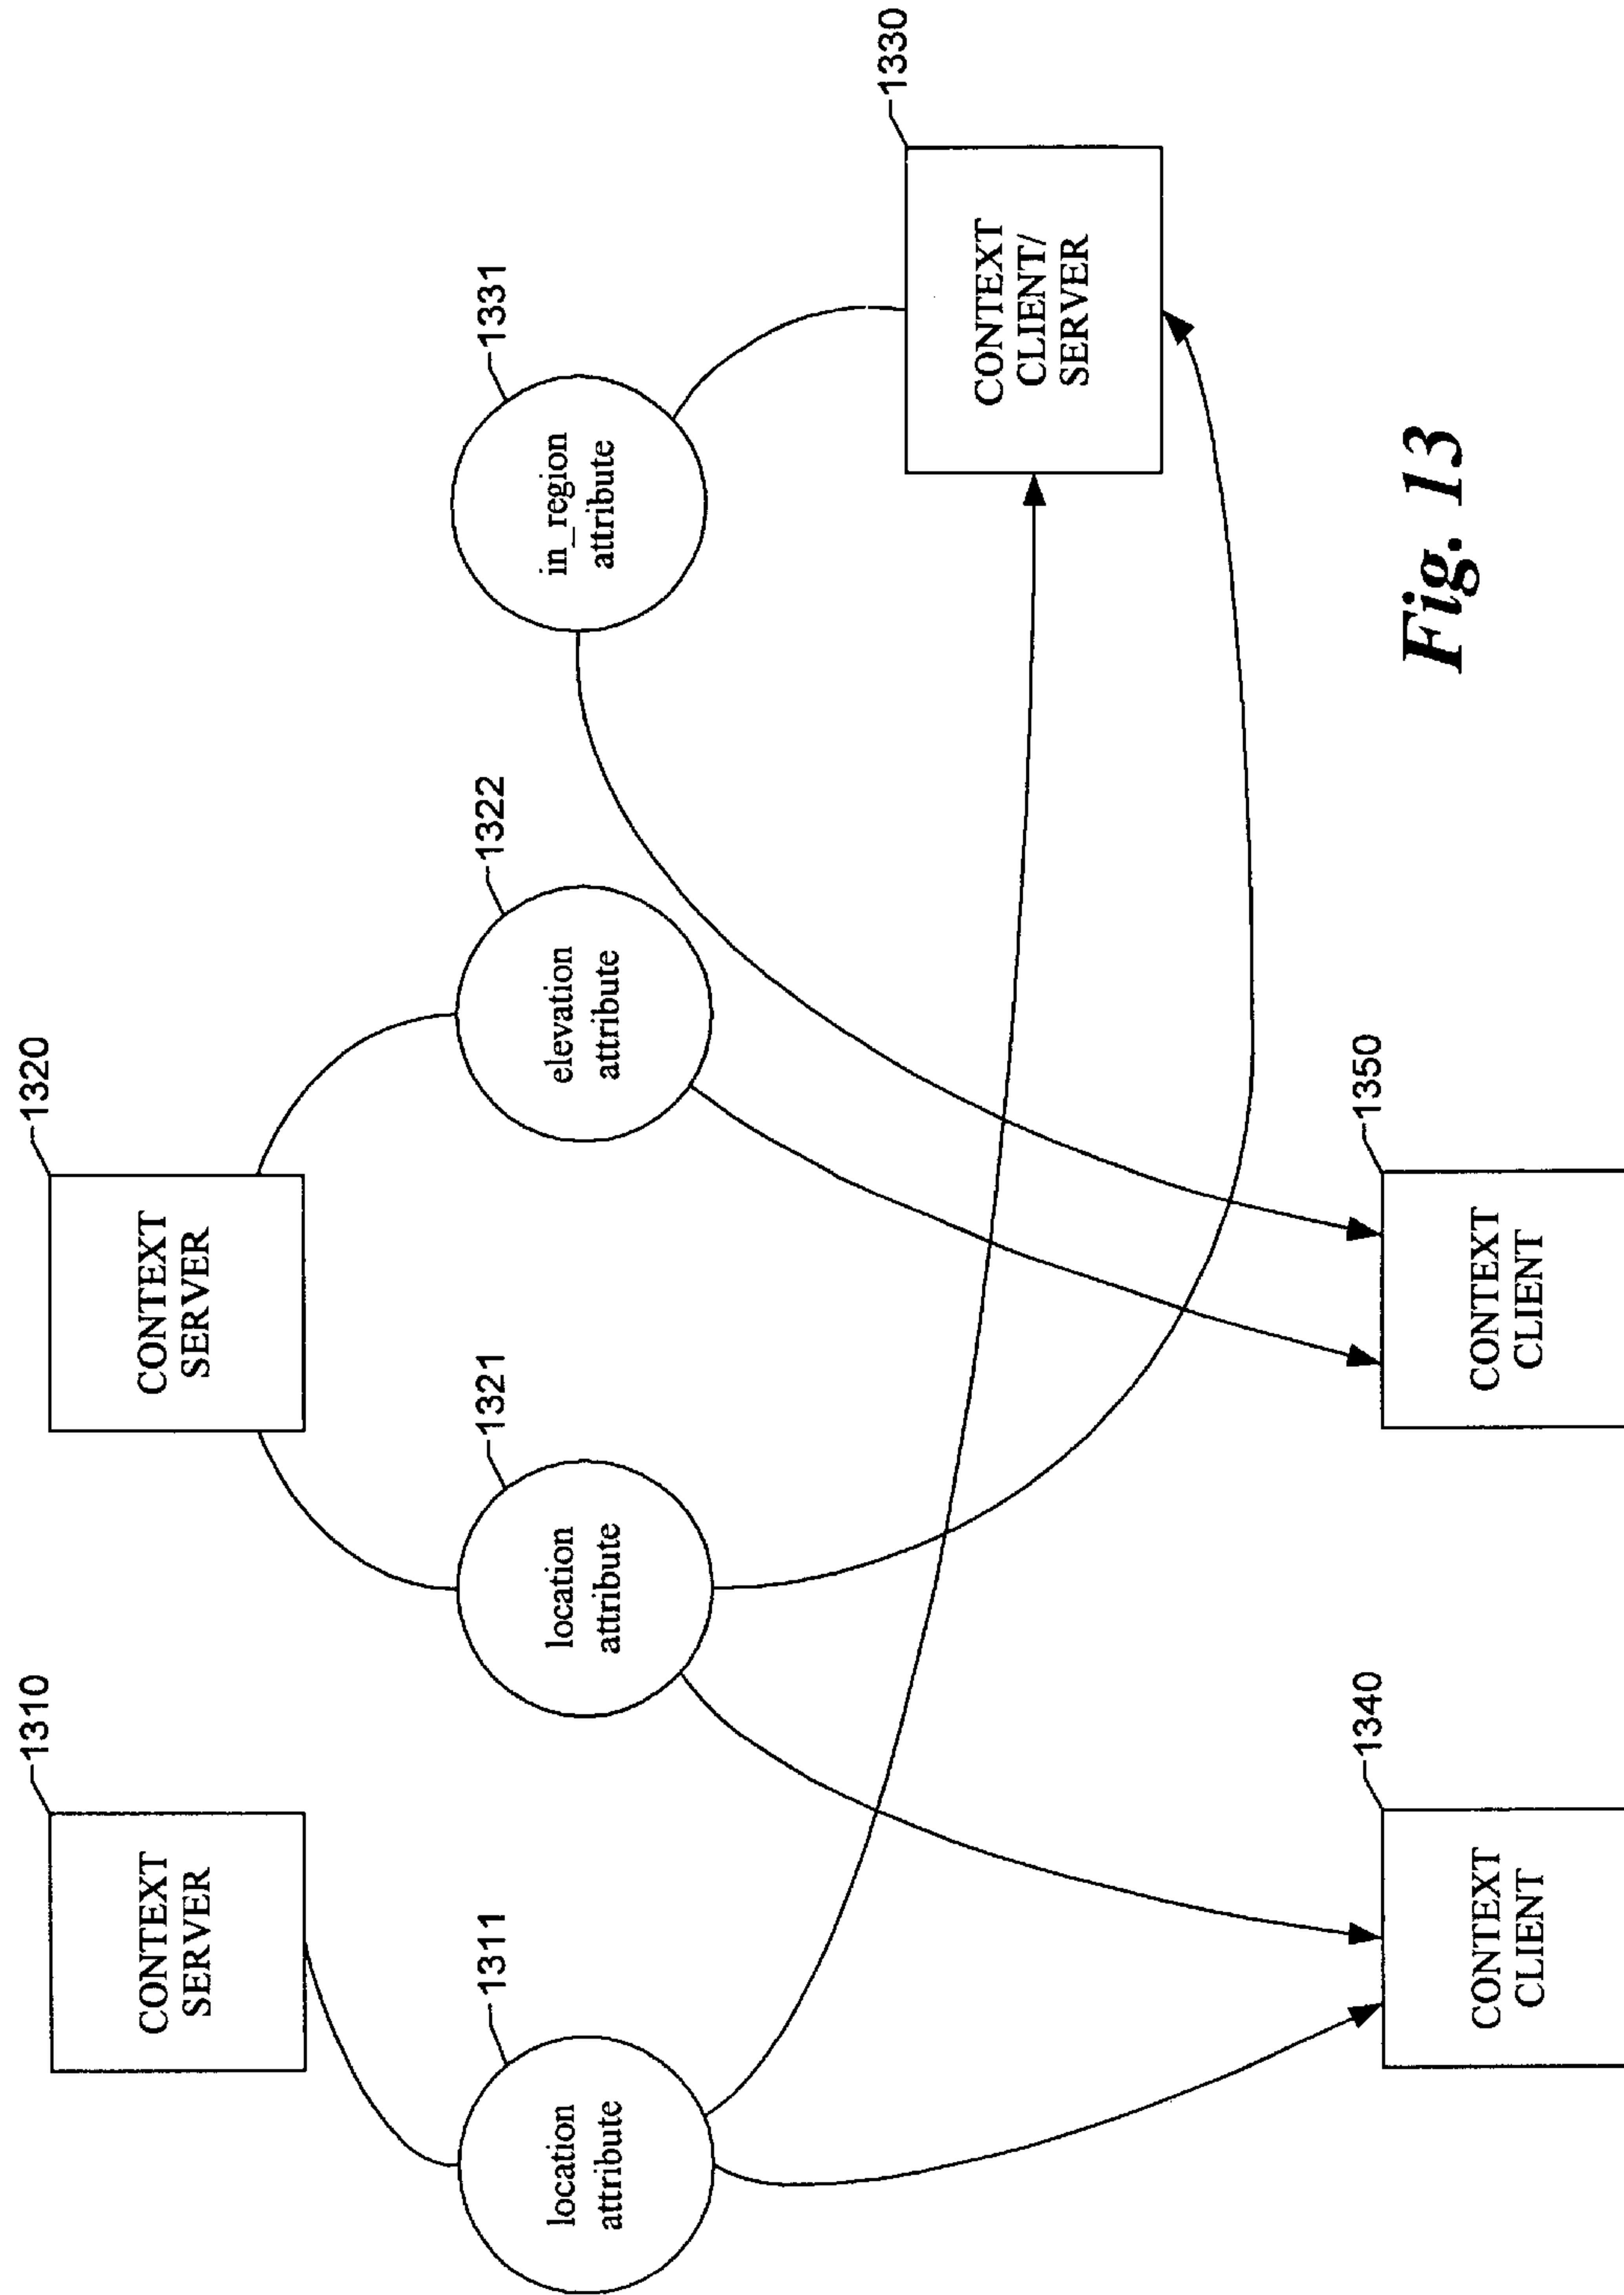 1310
CONTEXT
SERVER
1320
CONTEXT
SERVER
1311
location
attribute
1321
location
attribute
1322
elevation
attribute
1331
in_region
attribute
1330
CONTEXT
CLIENT/
SERVER
1340
CONTEXT
CLIENT
1350
CONTEXT
CLIENT
Fig. 13